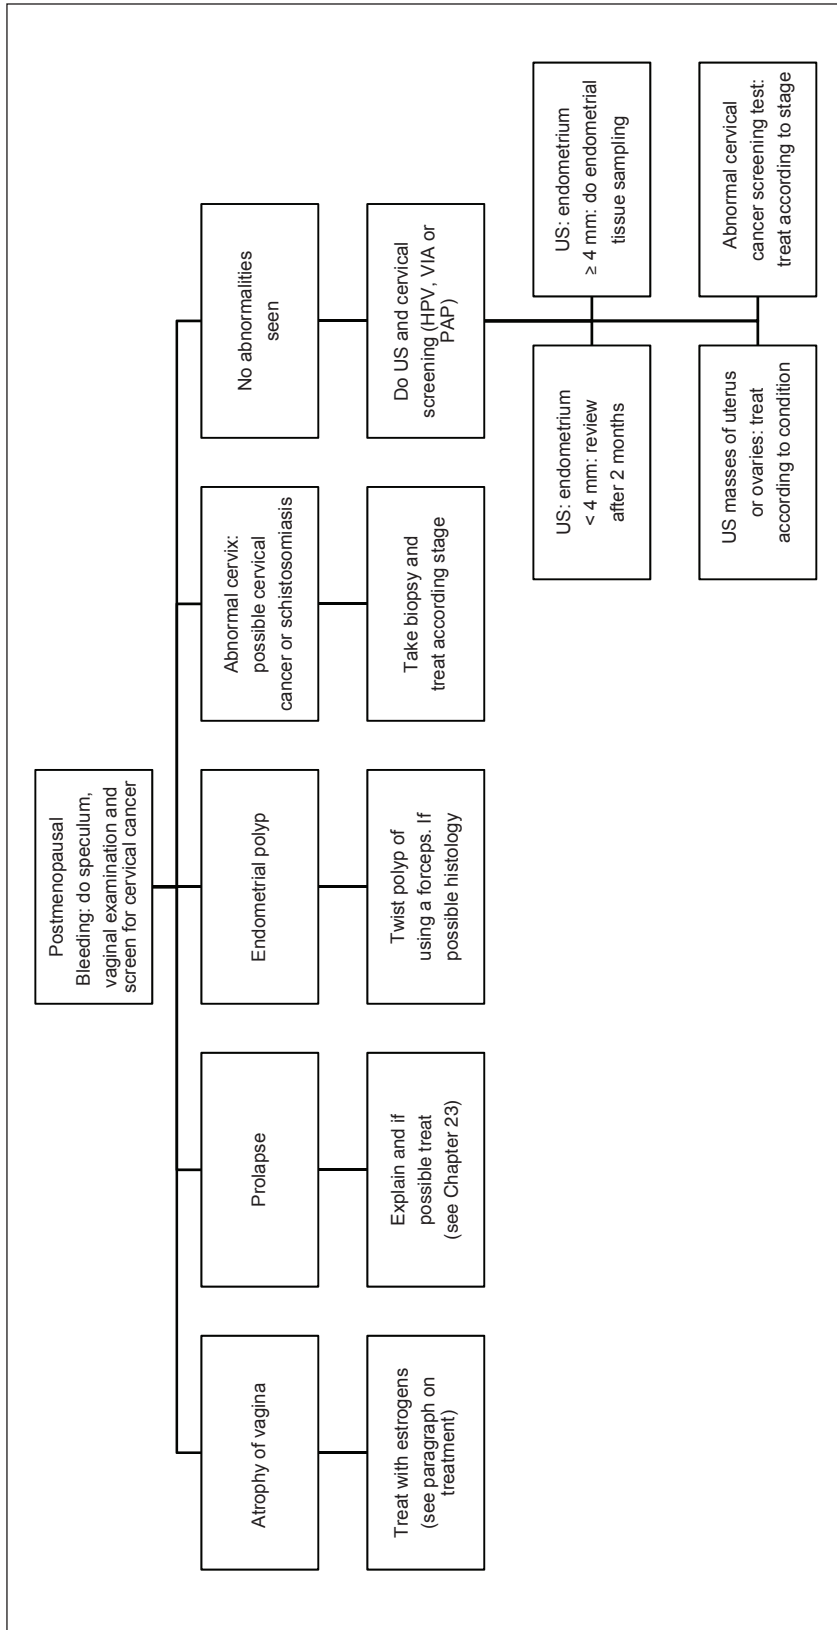 Postmenopausal
Bleeding: do speculum,
vaginal examination and
screen for cervical cancer
Atrophy of vagina
Prolapse
Endometrial polyp
Abnormal cervix:
possible cervical
cancer or schistosomiasis
No abnormalities
seen
Treat with estrogens
(see paragraph on
treatment)
Explain and if
possible treat
(see Chapter 23)
Twist polyp of
using a forceps. If
possible histology
Take biopsy and
treat according stage
Do US and cervical
screening (HPV, VIA or
PAP)
US: endometrium
< 4 mm: review
after 2 months
US: endometrium
≥ 4 mm: do endometrial
tissue sampling
US masses of uterus
or ovaries: treat
according to condition
Abnormal cervical
cancer screening test:
treat according to stage